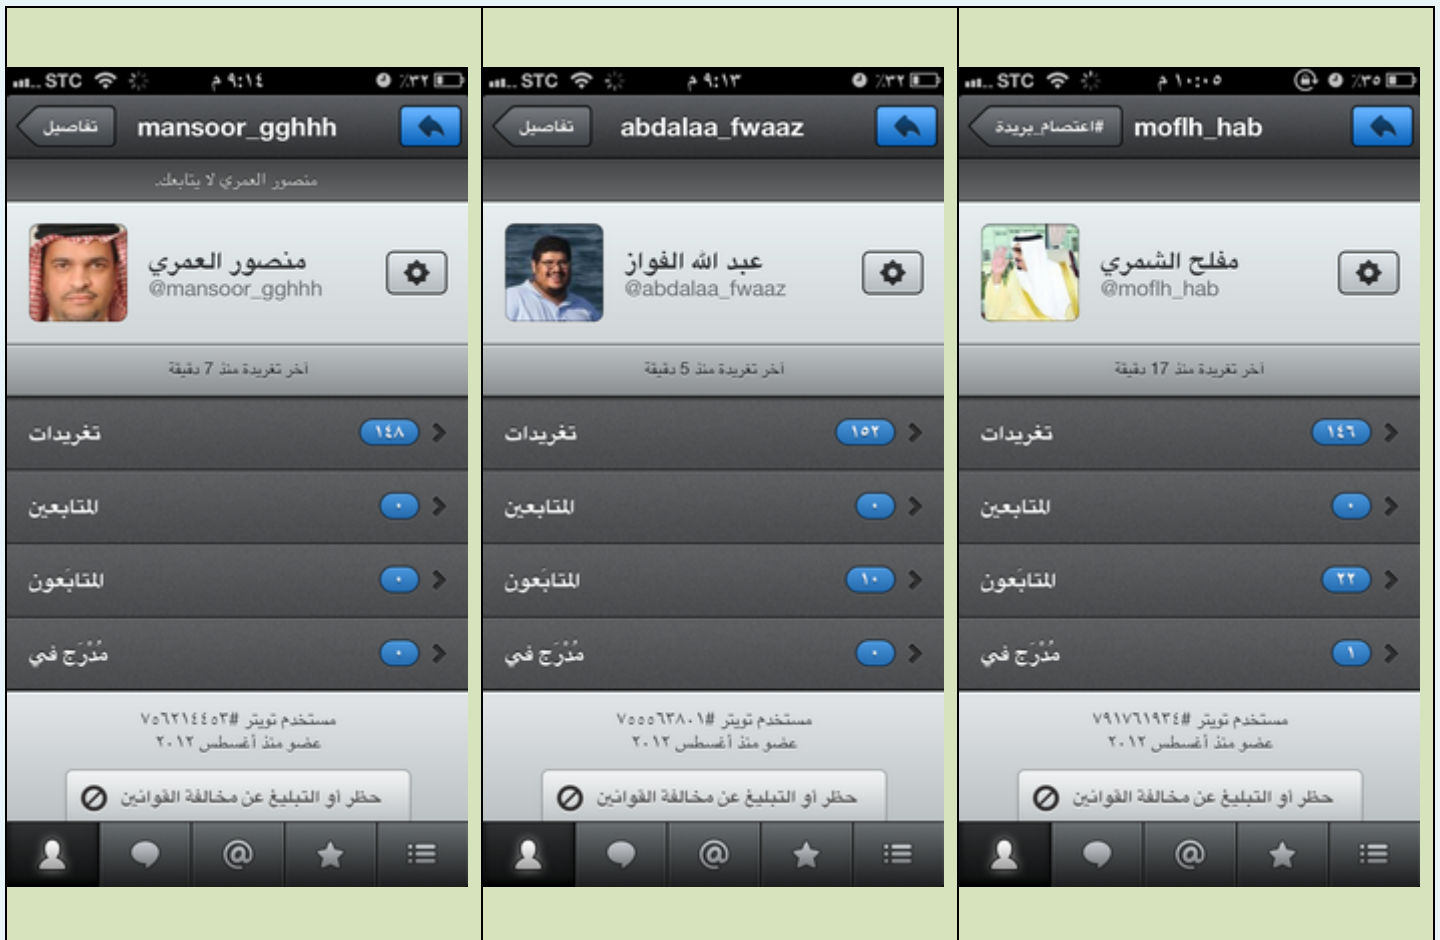 STC ٩:١٤ م ٪٣٢
تفاصيل mansoor_gghhh
منصور العمري لا يتابعك.
منصور العمري
@mansoor_gghhh
آخر تغريدة منذ 7 دقيقة
تغريدات ١٤٨
المتابعين ٠
المتابَعون ٠
مُدْرَج في ٠
مستخدم تويتر #٧٥٦٢١٤٤٥٣
عضو منذ أغسطس ٢٠١٢
حظر أو التبليغ عن مخالفة القوانين
STC ٩:١٣ م ٪٣٢
تفاصيل abdalaa_fwaaz
عبد الله الفواز
@abdalaa_fwaaz
آخر تغريدة منذ 5 دقيقة
تغريدات ١٥٢
المتابعين ٠
المتابَعون ١٠
مُدْرَج في ٠
مستخدم تويتر #٧٥٥٥٦٣٨٠١
عضو منذ أغسطس ٢٠١٢
حظر أو التبليغ عن مخالفة القوانين
STC ١٠:٠٥ م ٪٣٥
#اعتصام_بريدة moflh_hab
مفلح الشمري
@moflh_hab
آخر تغريدة منذ 17 دقيقة
تغريدات ١٤٦
المتابعين ٠
المتابَعون ٢٢
مُدْرَج في ١
مستخدم تويتر #٧٩١٧٦١٩٣٤
عضو منذ أغسطس ٢٠١٢
حظر أو التبليغ عن مخالفة القوانين